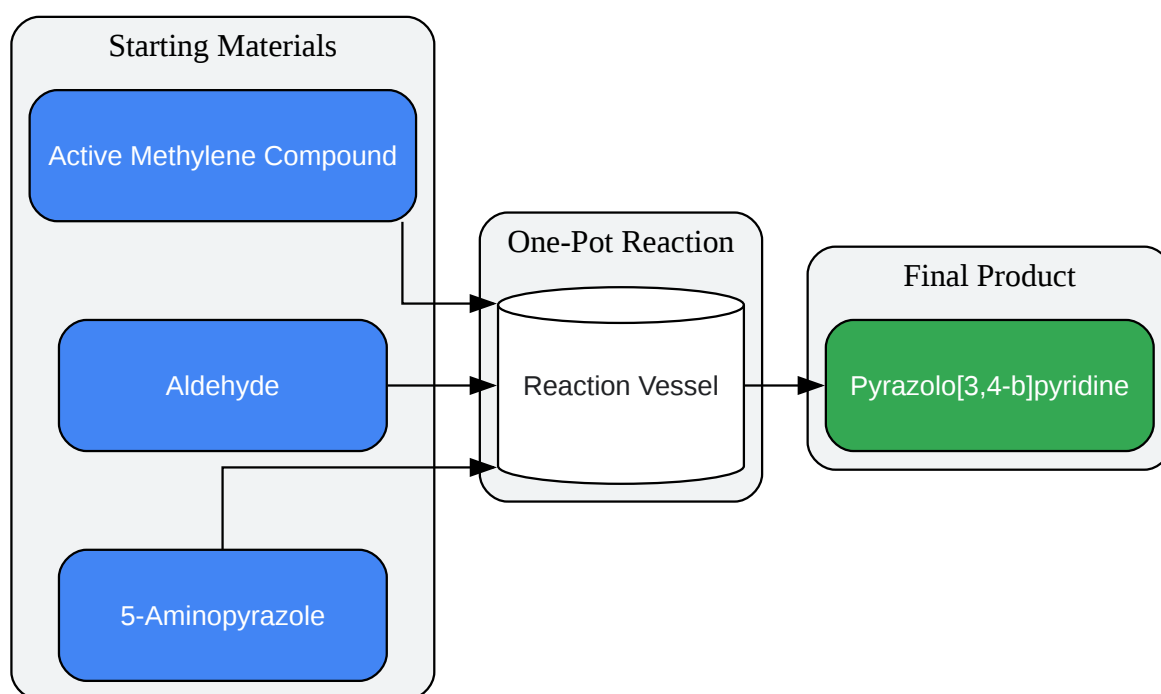 Starting Materials
Active Methylene Compound
Aldehyde
5-Aminopyrazole
One-Pot Reaction
Reaction Vessel
Final Product
Pyrazolo[3,4-b]pyridine